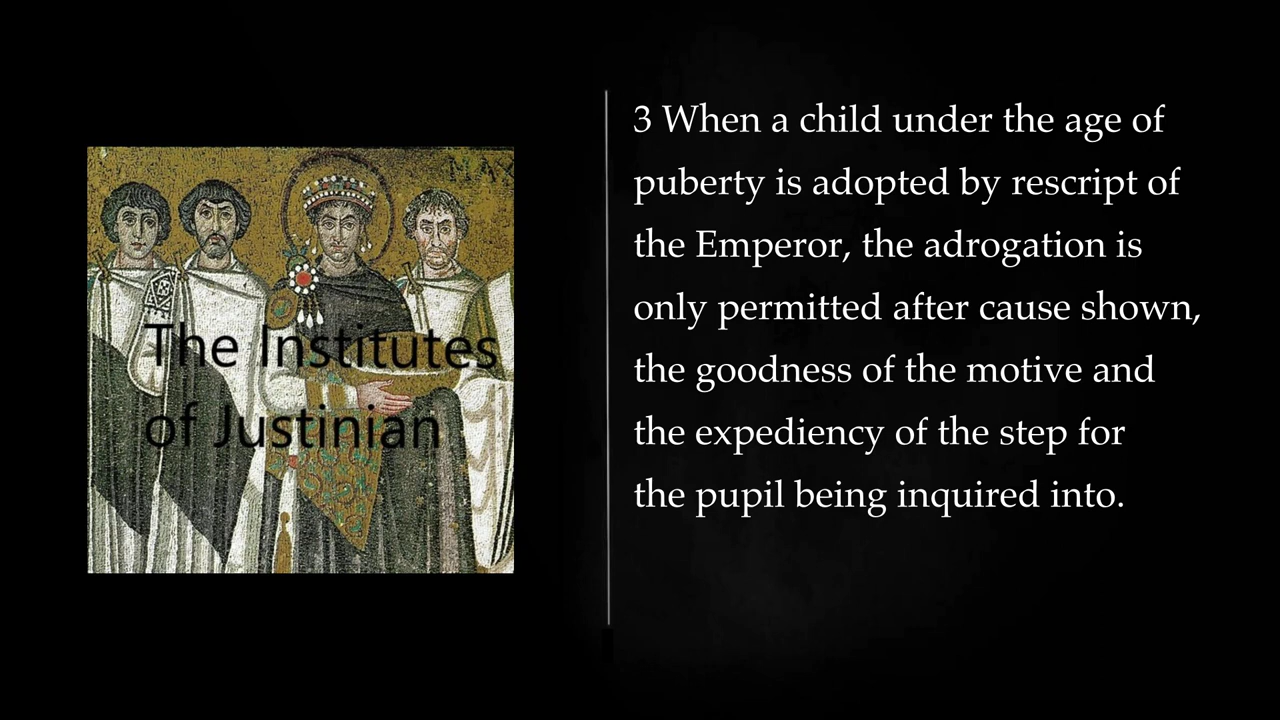 MAX
The Institutes
of Justinian
3 When a child under the age of
puberty is adopted by rescript of
the Emperor, the adrogation is
only permitted after cause shown,
the goodness of the motive and
the expediency of the step for
the pupil being inquired into.